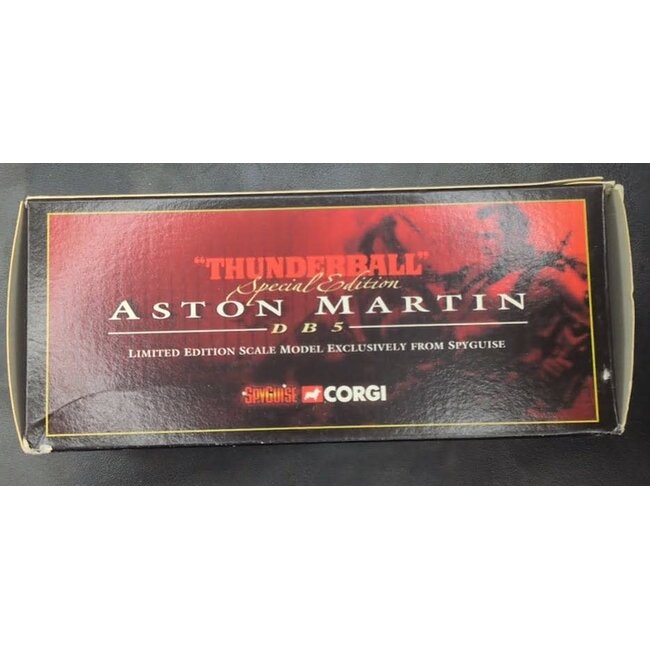 "THUNDERBALL"
Special Edition
ASTON MARTIN
DB5
LIMITED EDITION SCALE MODEL EXCLUSIVELY FROM SPYGUISE
SPYGUISE CORGI